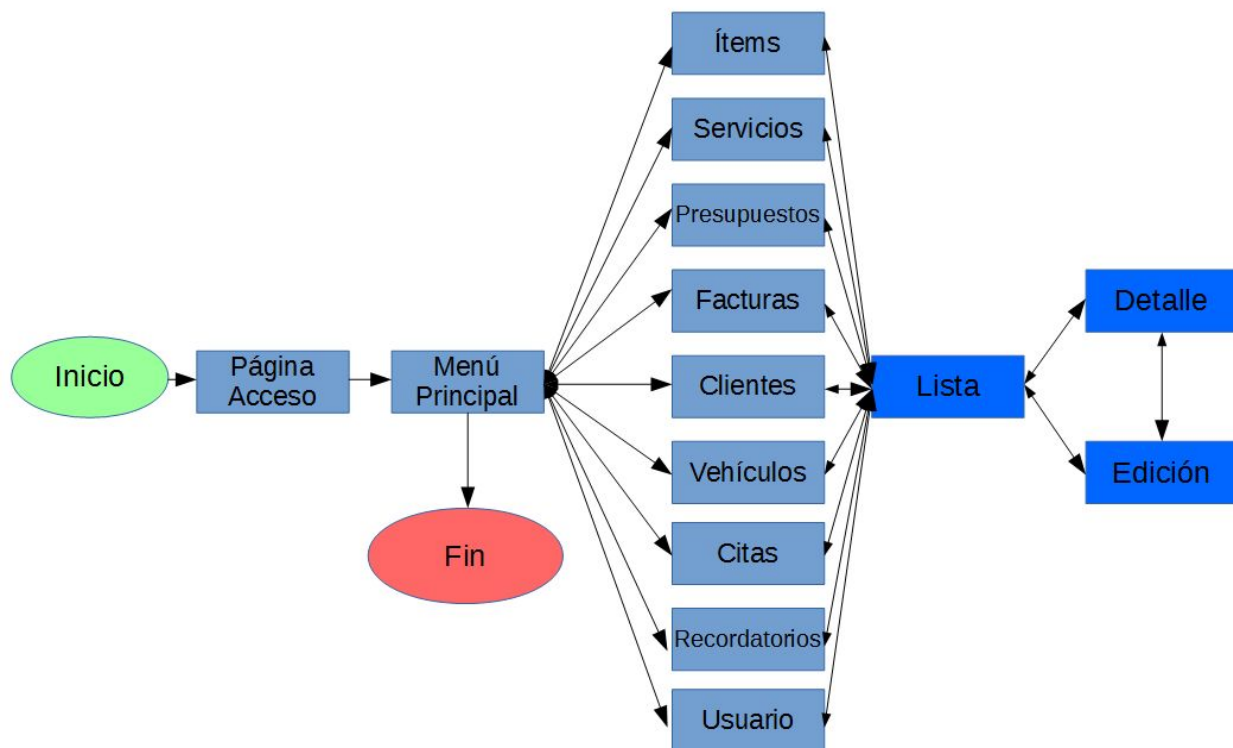 Inicio
Página
Acceso
Menú
Principal
Fin
Ítems
Servicios
Presupuestos
Facturas
Clientes
Vehículos
Citas
Recordatorios
Usuario
Lista
Detalle
Edición